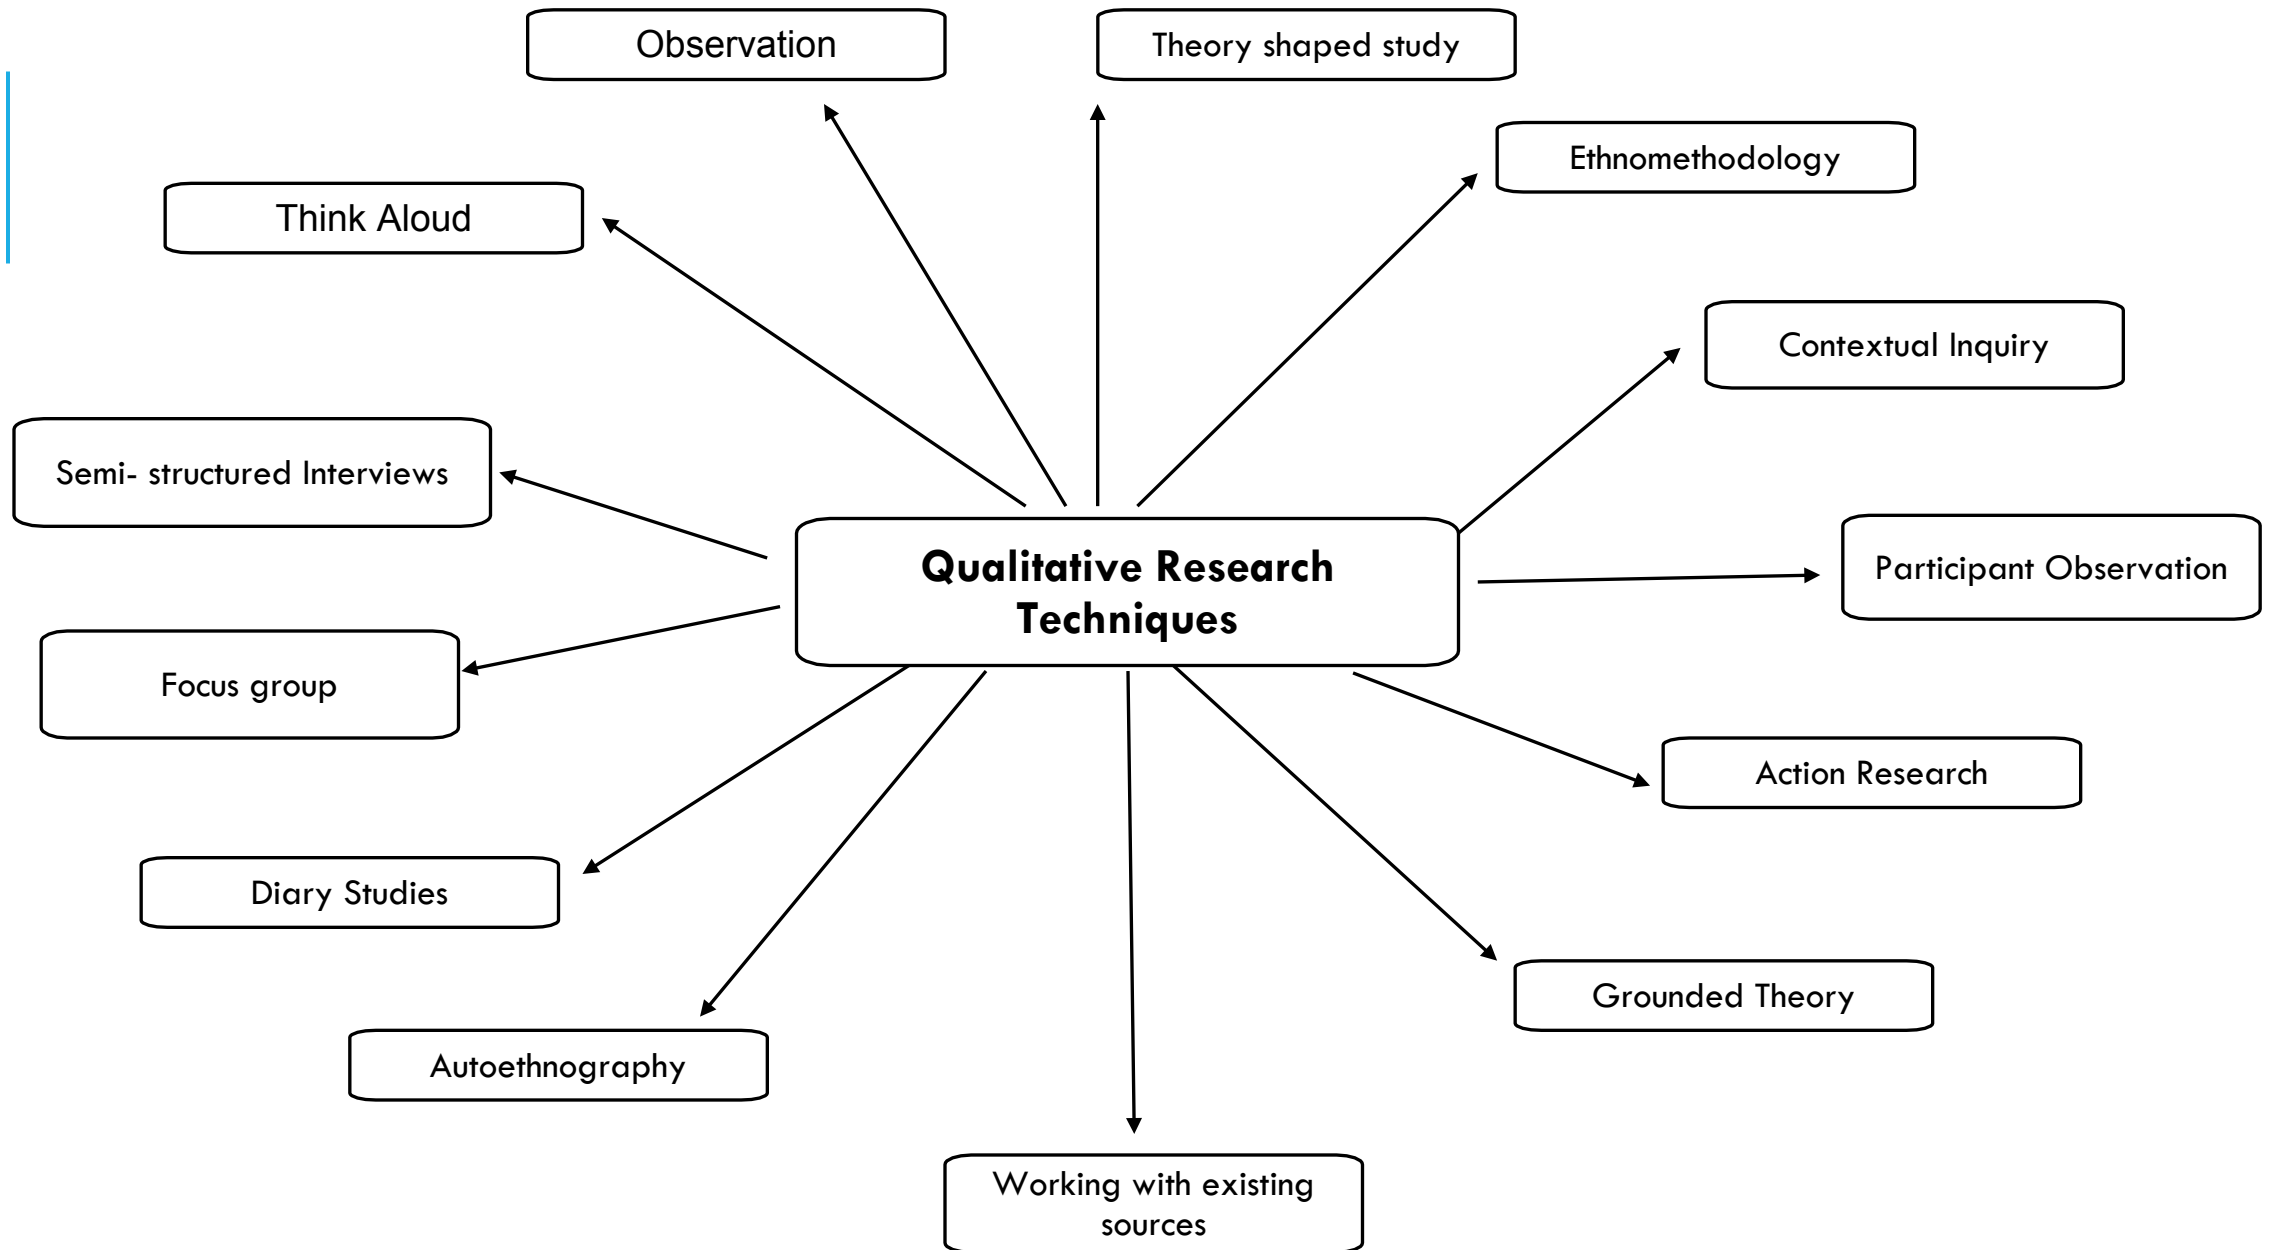 Observation
Theory shaped study
Ethnomethodology
Think Aloud
Contextual Inquiry
Semi- structured Interviews
Qualitative Research
Techniques
Participant Observation
Focus group
Action Research
Diary Studies
Grounded Theory
Autoethnography
Working with existing
sources